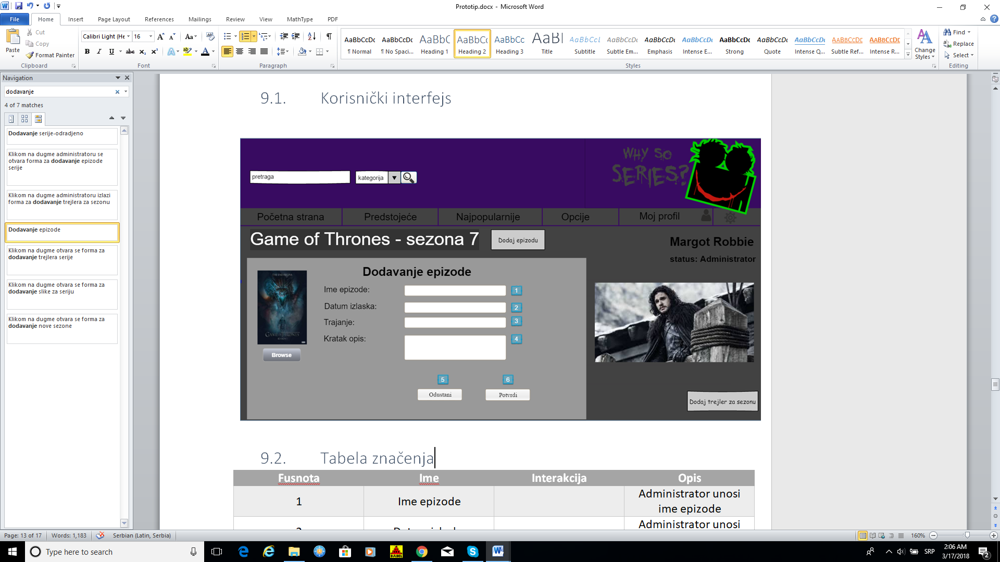 Prototip.docx - Microsoft Word
File Home Insert Page Layout References Mailings Review View MathType PDF
Paste
Cut
Copy
Format Painter
Clipboard
Calibri Light (He 16
Font
Paragraph
AaBbCcDc AaBbCcDc AaBbC AaBbCc AaBbCc AaBl AaBbCcL AaBbCcDc AaBbCcDc AaBbCcDc AaBbCcDc AaBbCcDc AaBbCcDc AaBbCcDc AaBbCcDc
¶ Normal ¶ No Spaci... Heading 1 Heading 2 Heading 3 Title Subtitle Subtle Em... Emphasis Intense E... Strong Quote Intense Q... Subtle Ref... Intense R...
Styles
Change
Styles
Find
Replace
Select
Editing
Navigation
dodavanje
4 of 7 matches
Dodavanje serije-odradjeno
Klikom na dugme administratoru se
otvara forma za dodavanje epizode
serije
Klikom na dugme administratoru izlazi
forma za dodavanje trejlera za sezonu
Dodavanje epizode
Klikom na dugme otvara se forma za
dodavanje trejlera serije
Klikom na dugme otvara se forma za
dodavanje slike za seriju
Klikom na dugme otvara se forma za
dodavanje nove sezone
9.1. Korisnički interfejs
WHY SO
SERIES?
pretraga
kategorija
Početna strana Predstojeće Najpopularnije Opcije Moj profil
Game of Thrones - sezona 7
Dodaj epizodu
Margot Robbie
status: Administrator
Dodavanje epizode
GAME OF THRONES
Browse
Ime epizode: 1
Datum izlaska: 2
Trajanje: 3
Kratak opis: 4
5 6
Odustani Potvrdi
Dodaj trejler za sezonu
9.2. Tabela značenja
Fusnota Ime Interakcija Opis
1 Ime epizode Administrator unosi
ime epizode
Administrator unosi
Page: 13 of 17 Words: 1,183 Serbian (Latin, Serbia) 160%
Type here to search
BABEL
SRP
2:06 AM
3/17/2018
2